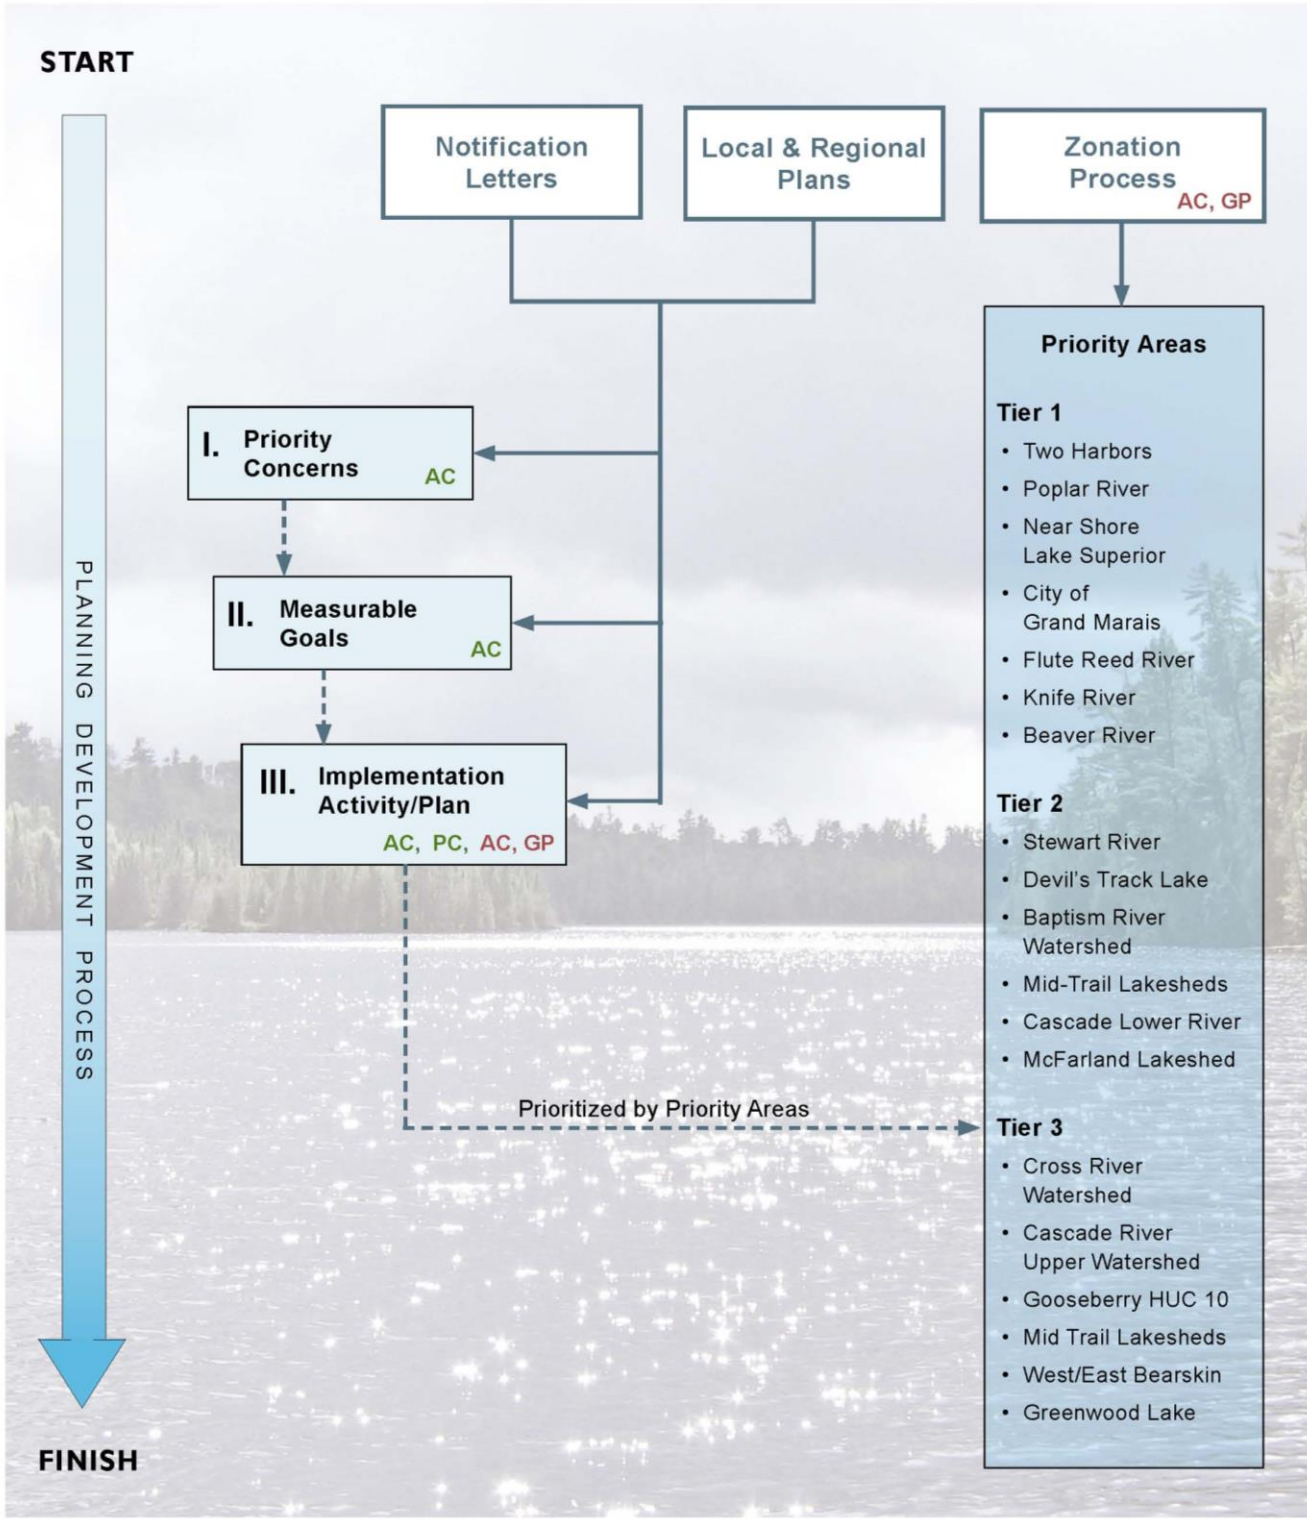 START
Notification
Letters
Local & Regional
Plans
Zonation
Process
AC, GP
PLANNING DEVELOPMENT PROCESS
I. Priority
Concerns
AC
II. Measurable
Goals
AC
III. Implementation
Activity/Plan
AC, PC, AC, GP
Prioritized by Priority Areas
Priority Areas
Tier 1
• Two Harbors
• Poplar River
• Near Shore
Lake Superior
• City of
Grand Marais
• Flute Reed River
• Knife River
• Beaver River
Tier 2
• Stewart River
• Devil's Track Lake
• Baptism River
Watershed
• Mid-Trail Lakesheds
• Cascade Lower River
• McFarland Lakeshed
Tier 3
• Cross River
Watershed
• Cascade River
Upper Watershed
• Gooseberry HUC 10
• Mid Trail Lakesheds
• West/East Bearskin
• Greenwood Lake
FINISH